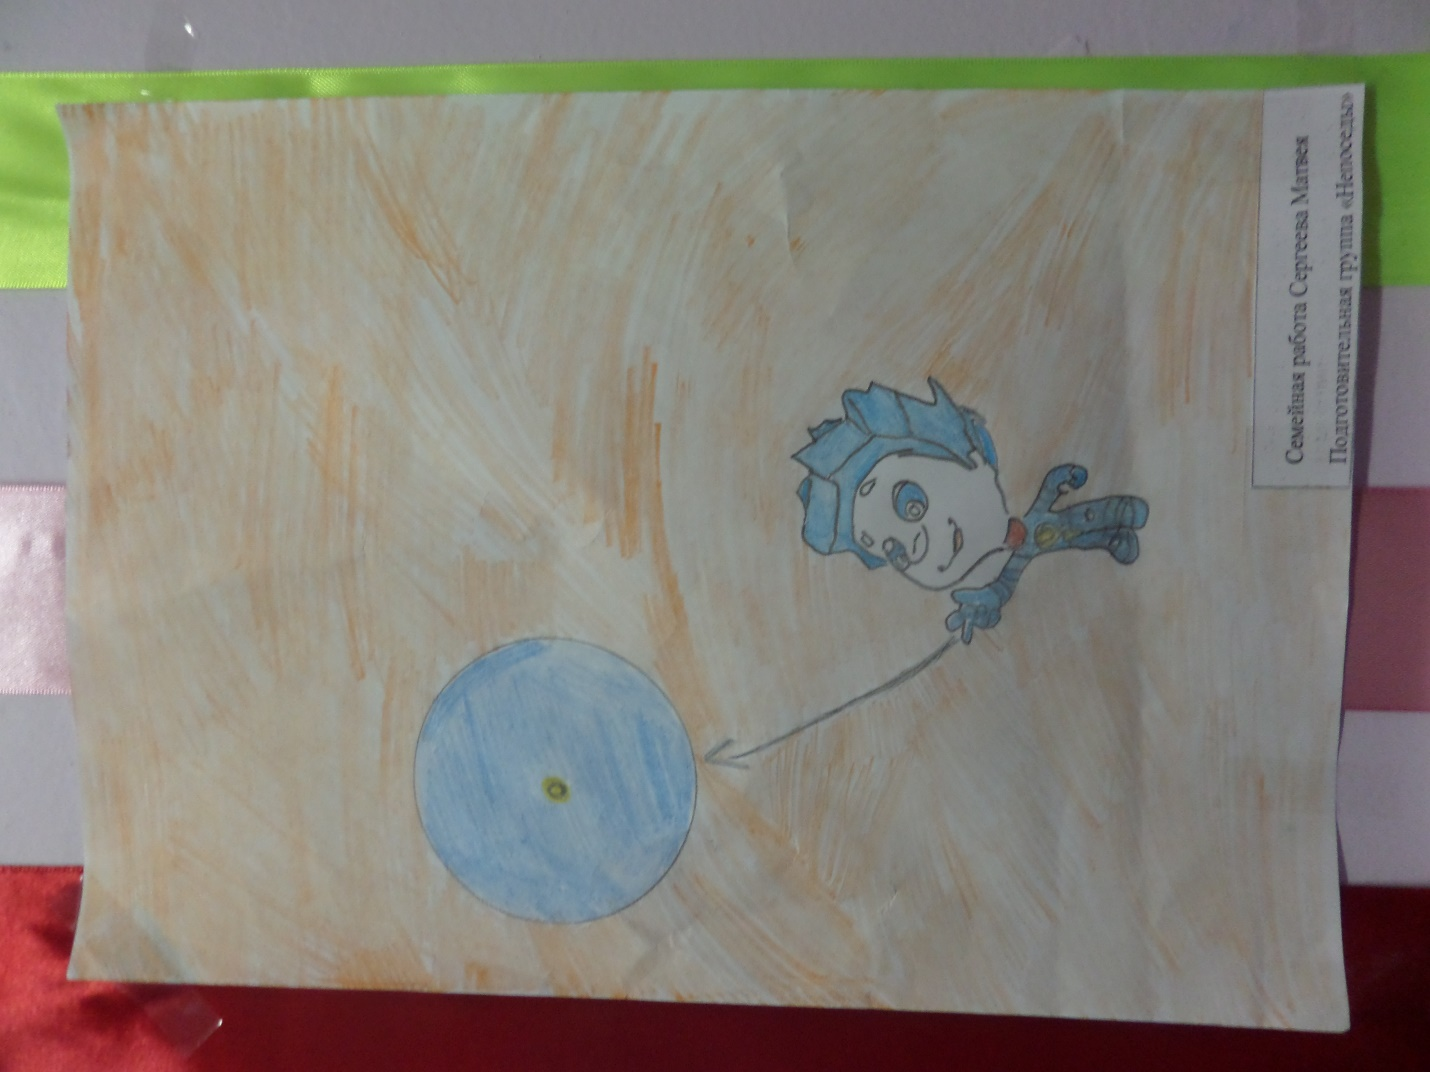 Семейная работа Сергеева Матвея
Подготовительная группа «Непоседы»